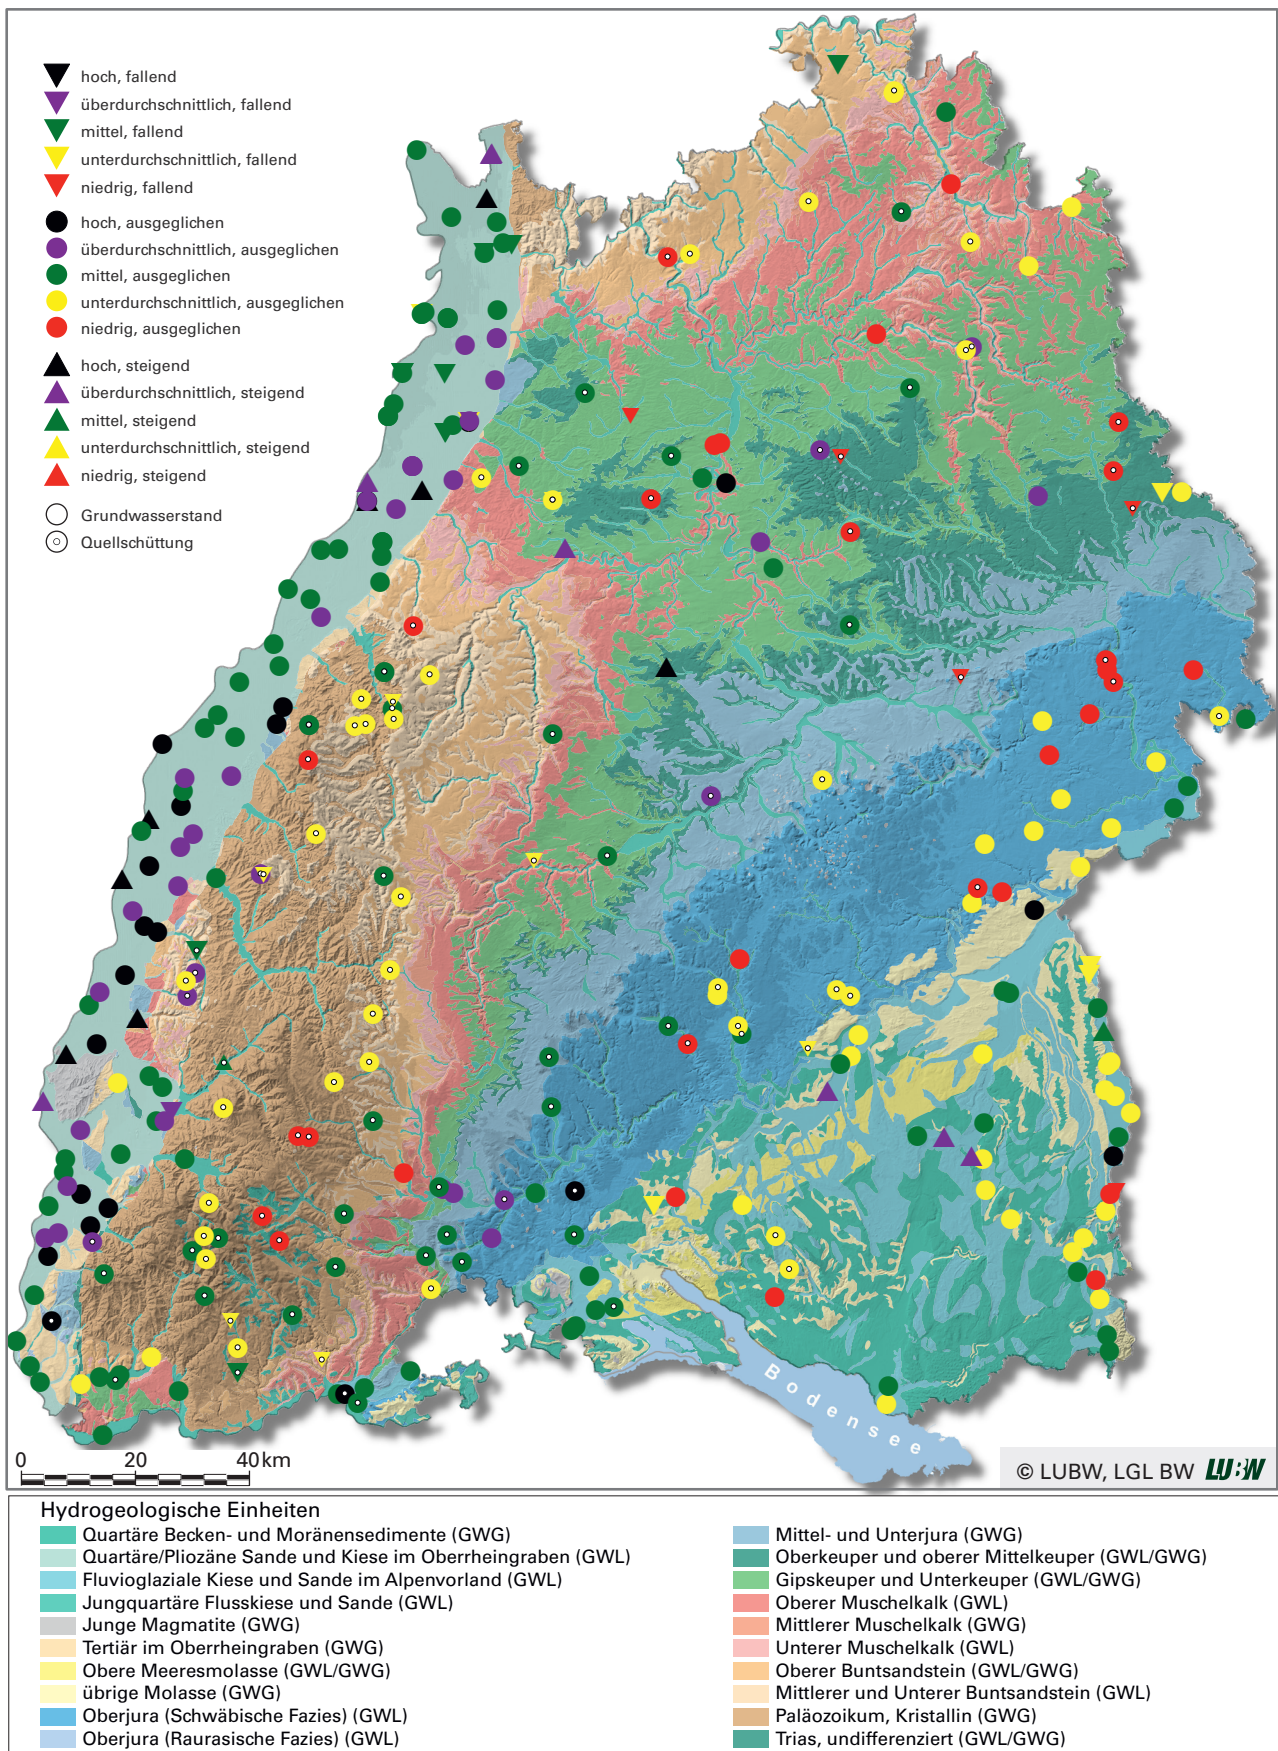 hoch, fallend
überdurchschnittlich, fallend
mittel, fallend
unterdurchschnittlich, fallend
niedrig, fallend
hoch, ausgeglichen
überdurchschnittlich, ausgeglichen
mittel, ausgeglichen
unterdurchschnittlich, ausgeglichen
niedrig, ausgeglichen
hoch, steigend
überdurchschnittlich, steigend
mittel, steigend
unterdurchschnittlich, steigend
niedrig, steigend
Grundwasserstand
Quellschüttung
Bodensee
0 20 40 km
© LUBW, LGL BW LUBW
Hydrogeologische Einheiten
Quartäre Becken- und Moränensedimente (GWG)
Quartäre/Pliozäne Sande und Kiese im Oberrheingraben (GWL)
Fluvioglaziale Kiese und Sande im Alpenvorland (GWL)
Jungquartäre Flusskiese und Sande (GWL)
Junge Magmatite (GWG)
Tertiär im Oberrheingraben (GWG)
Obere Meeresmolasse (GWL/GWG)
übrige Molasse (GWG)
Oberjura (Schwäbische Fazies) (GWL)
Oberjura (Raurasische Fazies) (GWL)
Mittel- und Unterjura (GWG)
Oberkeuper und oberer Mittelkeuper (GWL/GWG)
Gipskeuper und Unterkeuper (GWL/GWG)
Oberer Muschelkalk (GWL)
Mittlerer Muschelkalk (GWG)
Unterer Muschelkalk (GWL)
Oberer Buntsandstein (GWL/GWG)
Mittlerer und Unterer Buntsandstein (GWL)
Paläozoikum, Kristallin (GWG)
Trias, undifferenziert (GWL/GWG)